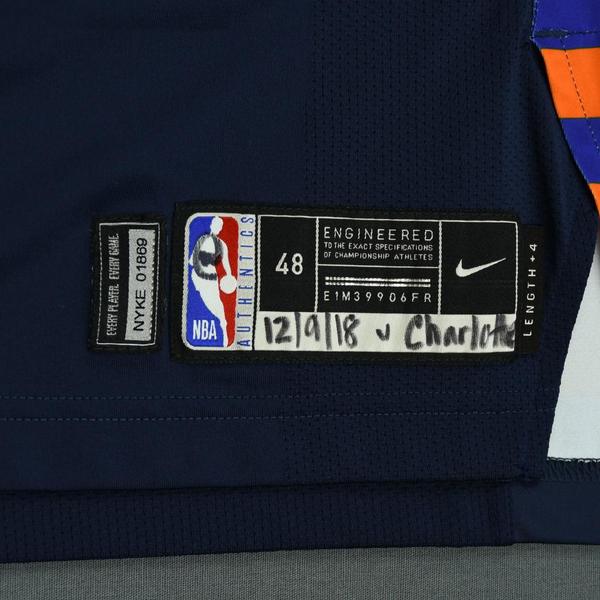 EVERY PLAYER. EVERY GAME.
NYKE 01869
NBA
AUTHENTICS
48
ENGINEERED
TO THE EXACT SPECIFICATIONS
OF CHAMPIONSHIP ATHLETES
E1M39906FR
LENGTH +4
12/9/18 v Charlotte